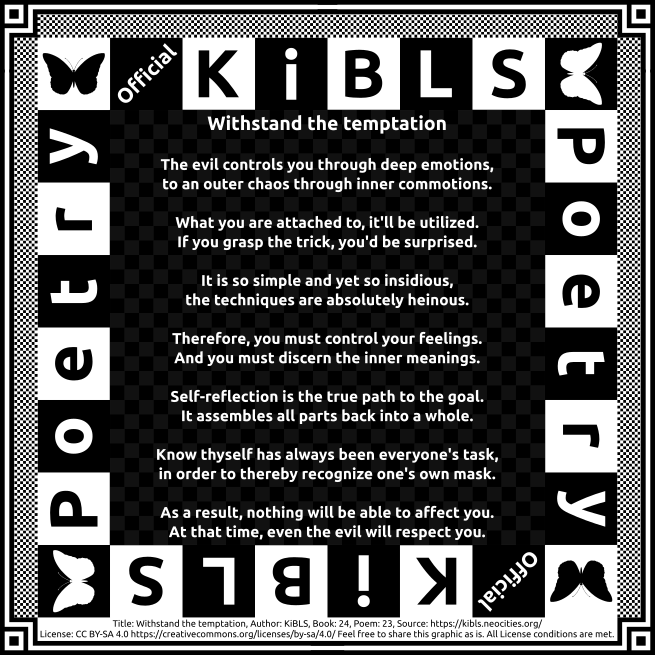 Official KiBLS
Poetry
Poetry
Withstand the temptation
The evil controls you through deep emotions,
to an outer chaos through inner commotions.
What you are attached to, it'll be utilized.
If you grasp the trick, you'd be surprised.
It is so simple and yet so insidious,
the techniques are absolutely heinous.
Therefore, you must control your feelings.
And you must discern the inner meanings.
Self-reflection is the true path to the goal.
It assembles all parts back into a whole.
Know thyself has always been everyone's task,
in order to thereby recognize one's own mask.
As a result, nothing will be able to affect you.
At that time, even the evil will respect you.
Official KiBLS
Title: Withstand the temptation, Author: KiBLS, Book: 24, Poem: 23, Source: https://kibls.neocities.org/
License: CC BY-SA 4.0 https://creativecommons.org/licenses/by-sa/4.0/ Feel free to share this graphic as is. All License conditions are met.